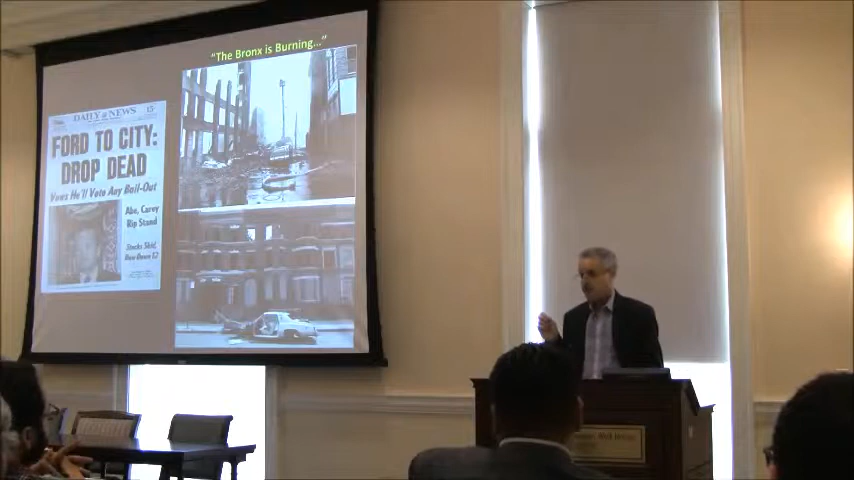 "The Bronx is Burning..."
DAILY NEWS
FORD TO CITY:
DROP DEAD
Vows He'll Veto Any Bail-Out
Abe, Carey
Rip Stand
Stocks Skid,
Dow Down 12